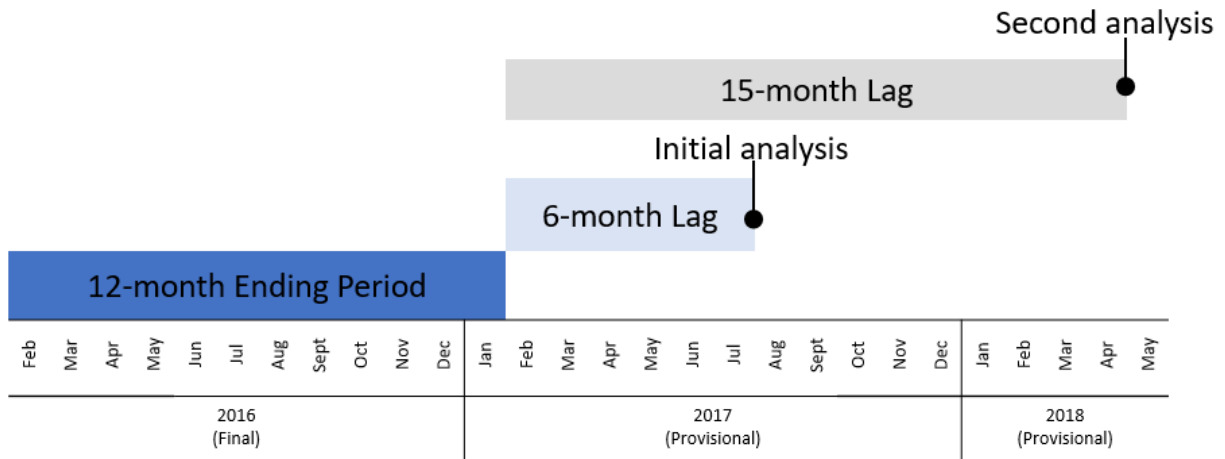 Second analysis
15-month Lag
Initial analysis
6-month Lag
12-month Ending Period
Feb Mar Apr May Jun Jul Aug Sept Oct Nov Dec Jan Feb Mar Apr May Jun Jul Aug Sept Oct Nov Dec Jan Feb Mar Apr May
2016 2017 2018
(Final) (Provisional) (Provisional)